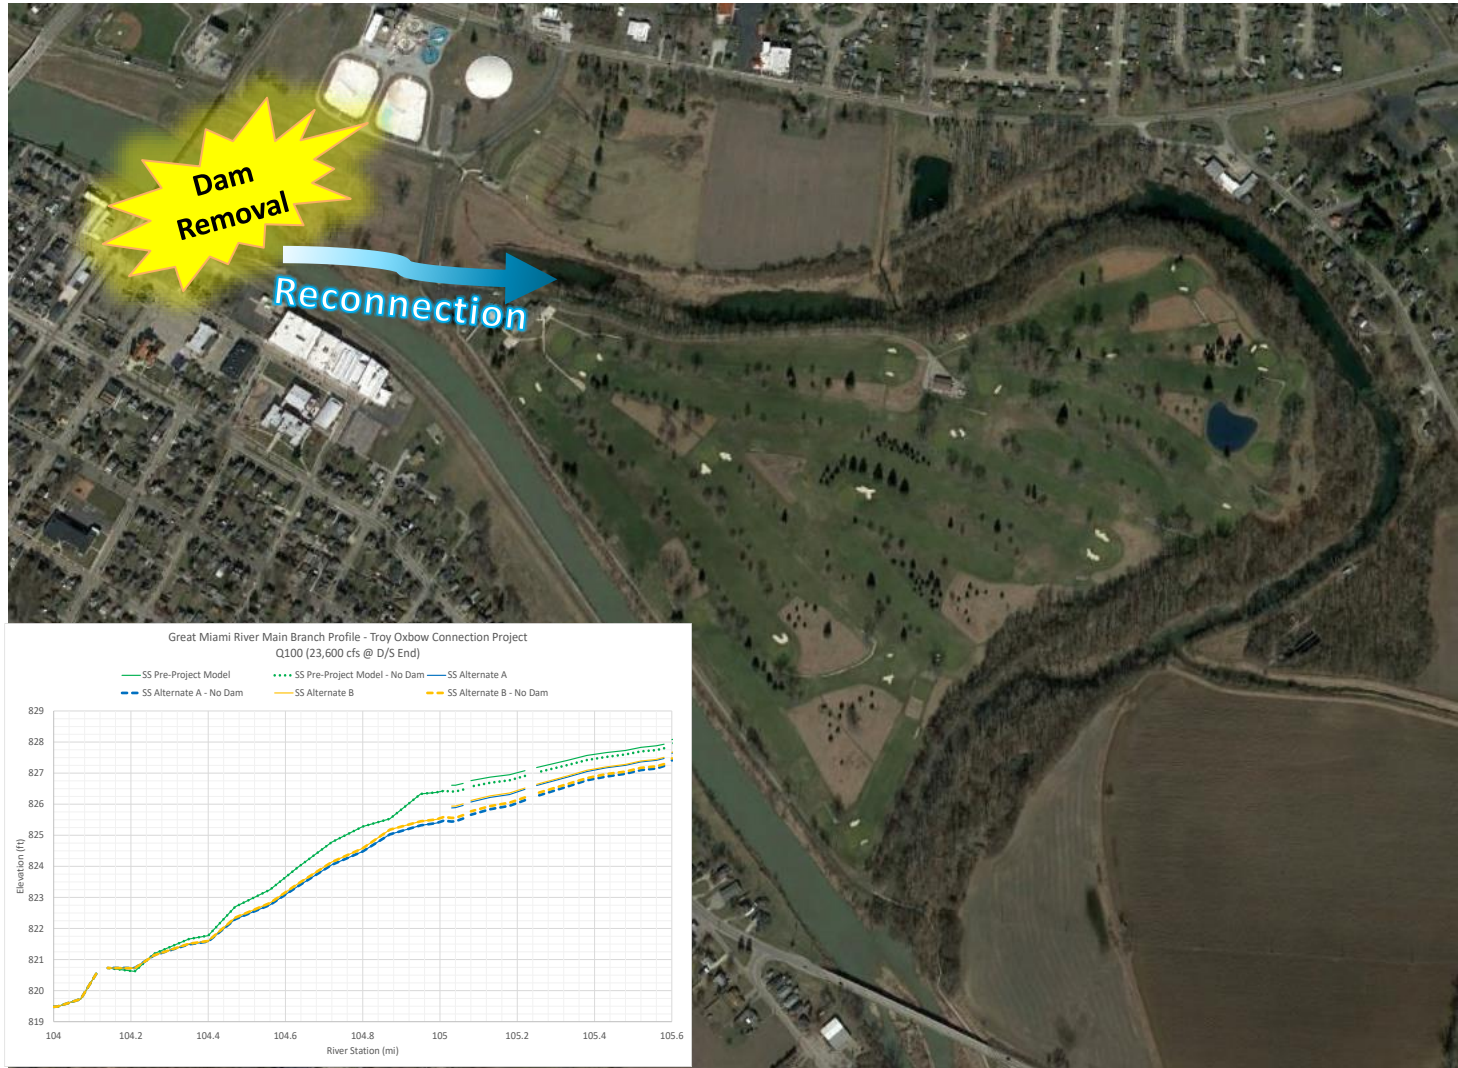 Dam
Removal
Reconnection
Great Miami River Main Branch Profile - Troy Oxbow Connection Project
Q100 (23,600 cfs @ D/S End)
SS Pre-Project Model
SS Pre-Project Model - No Dam
SS Alternate A
SS Alternate A - No Dam
SS Alternate B
SS Alternate B - No Dam
829
828
827
826
825
824
823
822
821
820
819
Elevation (ft)
104 104.2 104.4 104.6 104.8 105 105.2 105.4 105.6
River Station (mi)